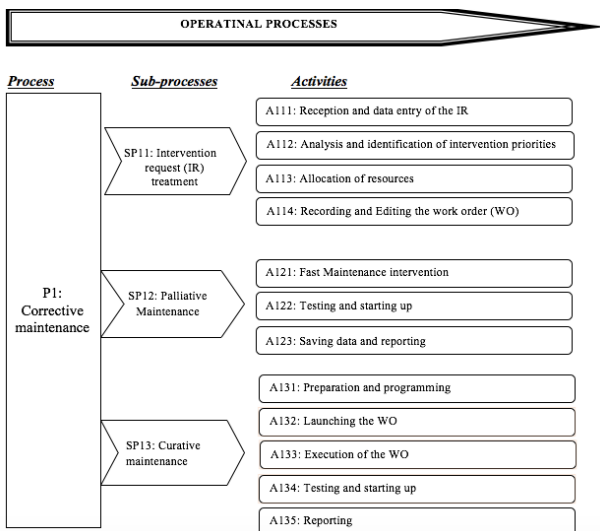 OPERATINAL PROCESSES
Process
Sub-processes
Activities
P1:
Corrective
maintenance
SP11: Intervention
request (IR)
treatment
A111: Reception and data entry of the IR
A112: Analysis and identification of intervention priorities
A113: Allocation of resources
A114: Recording and Editing the work order (WO)
SP12: Palliative
Maintenance
A121: Fast Maintenance intervention
A122: Testing and starting up
A123: Saving data and reporting
SP13: Curative
maintenance
A131: Preparation and programming
A132: Launching the WO
A133: Execution of the WO
A134: Testing and starting up
A135: Reporting